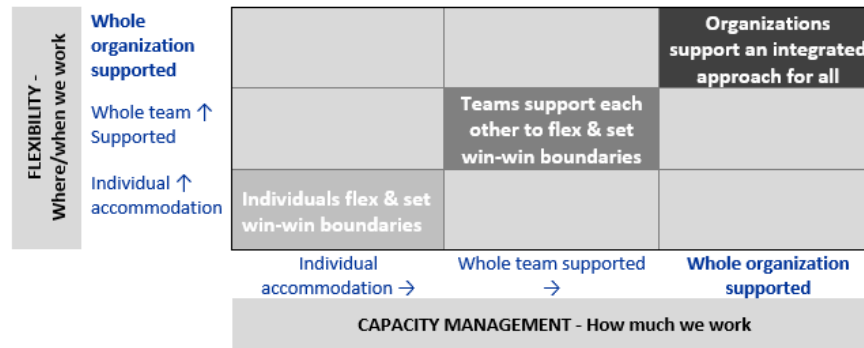 FLEXIBILITY -
Where/when we work
Whole
organization
supported
Whole team ↑
Supported
Individual ↑
accommodation
Organizations
support an integrated
approach for all
Teams support each
other to flex & set
win-win boundaries
Individuals flex & set
win-win boundaries
Individual
accommodation →
Whole team supported
→
Whole organization
supported
CAPACITY MANAGEMENT - How much we work